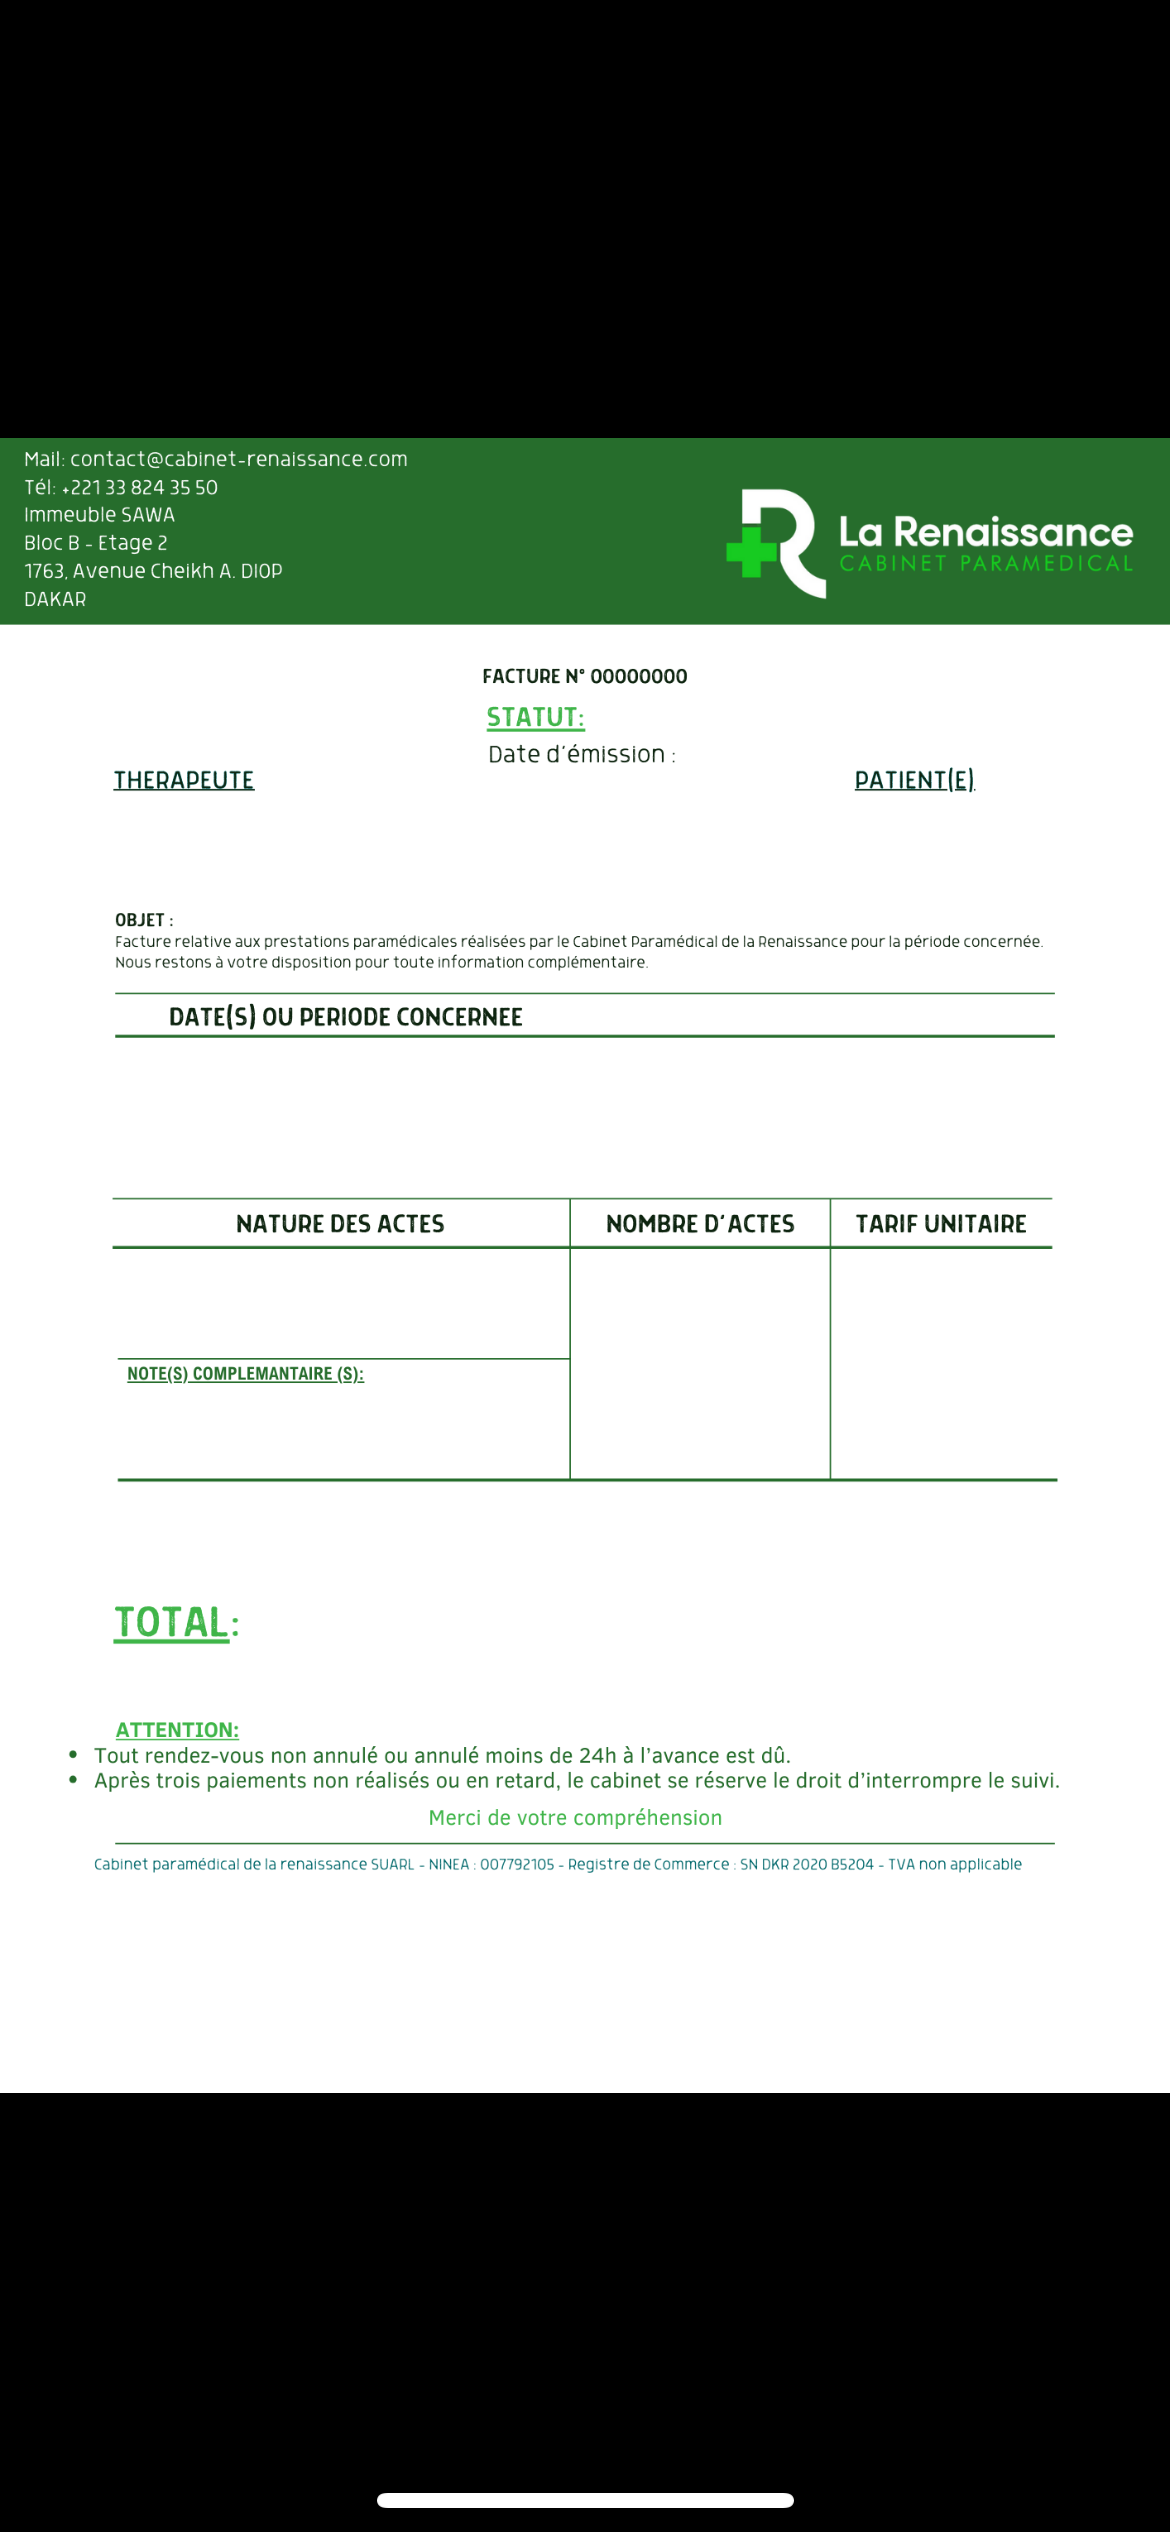 Mail: contact@cabinet-renaissance.com
Tél: +221 33 824 35 50
Immeuble SAWA
Bloc B - Etage 2
1763, Avenue Cheikh A. DIOP
DAKAR
La Renaissance
CABINET PARAMEDICAL
FACTURE N° 00000000
STATUT:
Date d'émission :
THERAPEUTE
PATIENT(E)
OBJET :
Facture relative aux prestations paramédicales réalisées par le Cabinet Paramédical de la Renaissance pour la période concernée.
Nous restons à votre disposition pour toute information complémentaire.
DATE(S) OU PERIODE CONCERNEE
NATURE DES ACTES NOMBRE D'ACTES TARIF UNITAIRE
NOTE(S) COMPLEMANTAIRE (S):
TOTAL:
ATTENTION:
• Tout rendez-vous non annulé ou annulé moins de 24h à l'avance est dû.
• Après trois paiements non réalisés ou en retard, le cabinet se réserve le droit d'interrompre le suivi.
Merci de votre compréhension
Cabinet paramédical de la renaissance SUARL - NINEA : 007792105 - Registre de Commerce : SN DKR 2020 B5204 - TVA non applicable